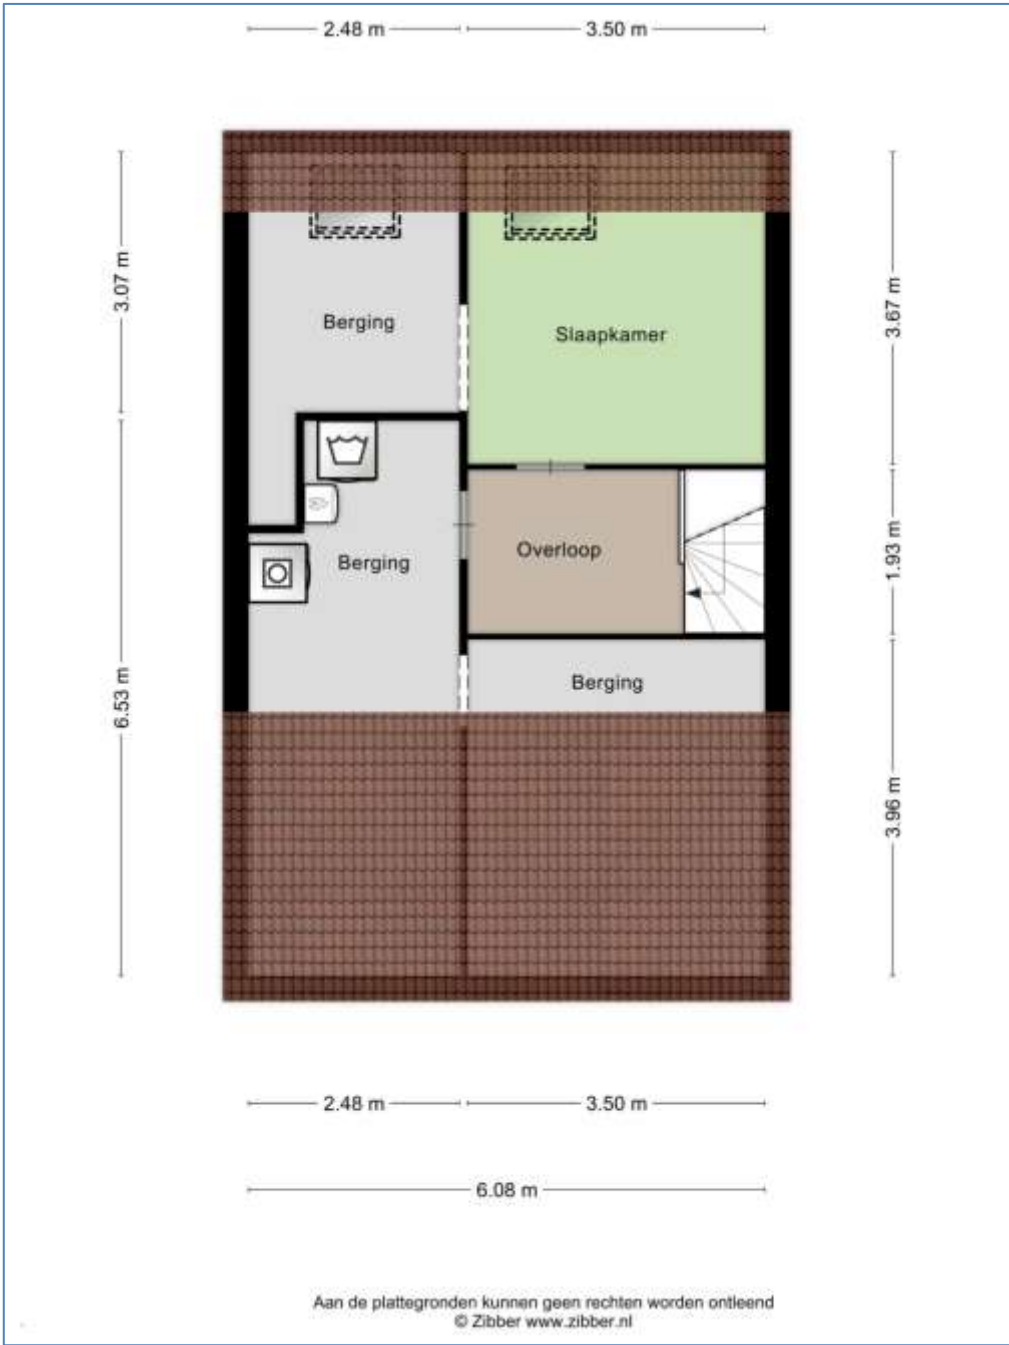 2.48 m
3.50 m
3.07 m
3.67 m
Berging
Slaapkamer
Overloop
1.93 m
Berging
6.53 m
Berging
3.96 m
2.48 m
3.50 m
6.08 m
Aan de plattegronden kunnen geen rechten worden ontleend
© Zibber www.zibber.nl